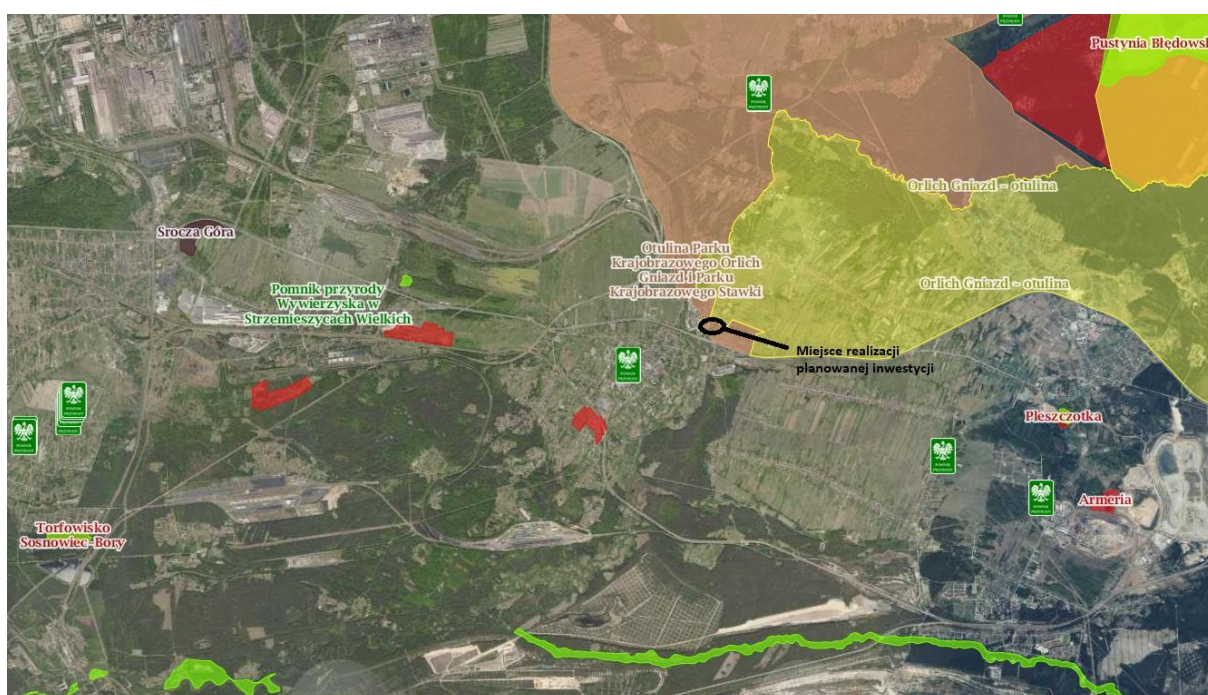 Pustynia Błędowsk
Orlich Gniazd - otulina
Srocza Góra
Otulina Parku
Krajobrazowego Orlich
Gniazd i Parku
Krajobrazowego Stawki
Orlich Gniazd - otulina
Pomnik przyrody
Wywierzyska w
Strzemieszycach Wielkich
Miejsce realizacji
planowanej inwestycji
Pleszczotka
Armeria
Torfowisko
Sosnowiec-Bory